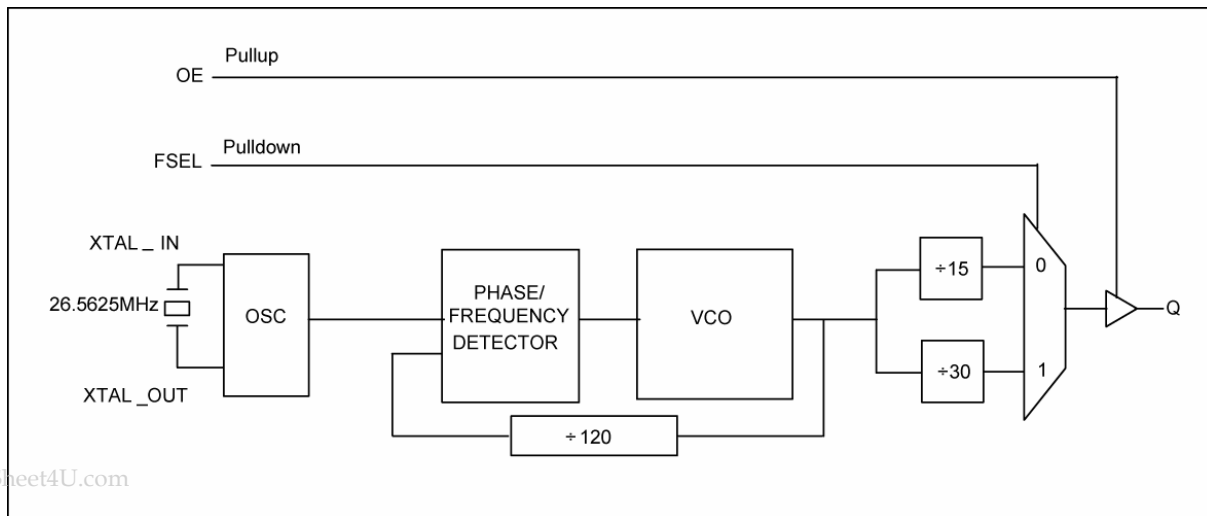 Pullup
OE
Pulldown
FSEL
XTAL _ IN
26.5625MHz
XTAL _OUT
OSC
PHASE/
FREQUENCY
DETECTOR
VCO
÷120
÷15
÷30
0
1
Q
heet4U.com